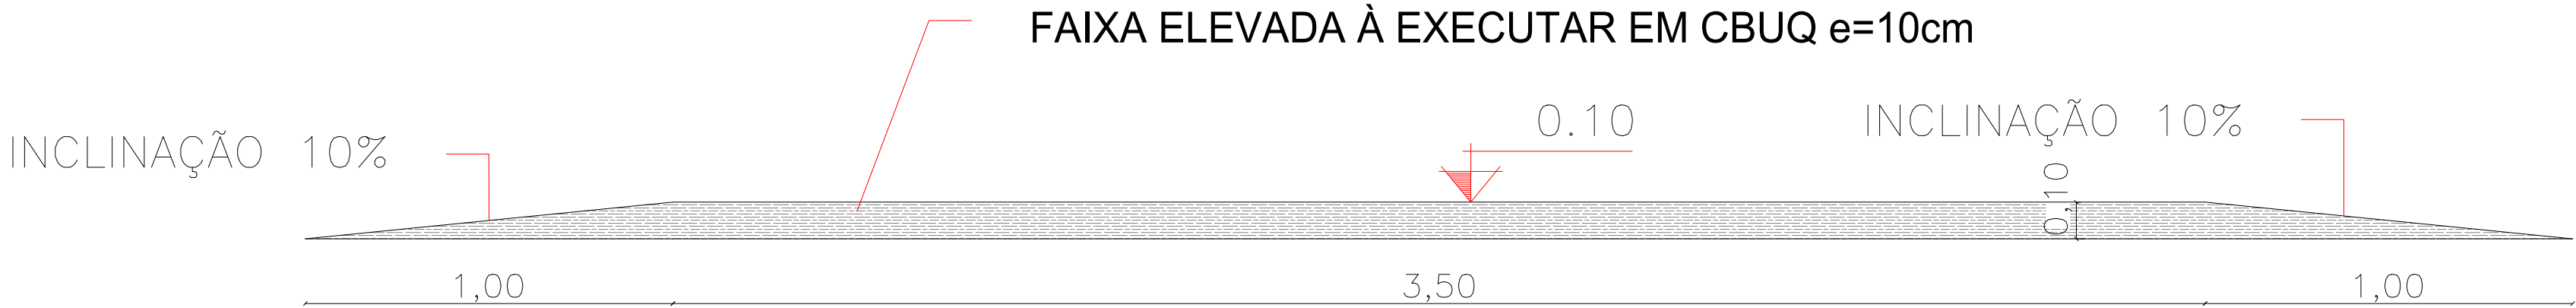 FAIXA ELEVADA À EXECUTAR EM CBUQ e=10cm
INCLINAÇÃO 10%
0.10
INCLINAÇÃO 10%
0,10
1,00
3,50
1,00